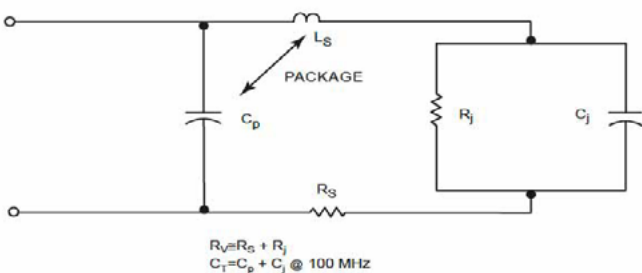 L_S
PACKAGE
C_p
R_j
C_j
R_S
R_V=R_S + R_j
C_T=C_p + C_j @ 100 MHz